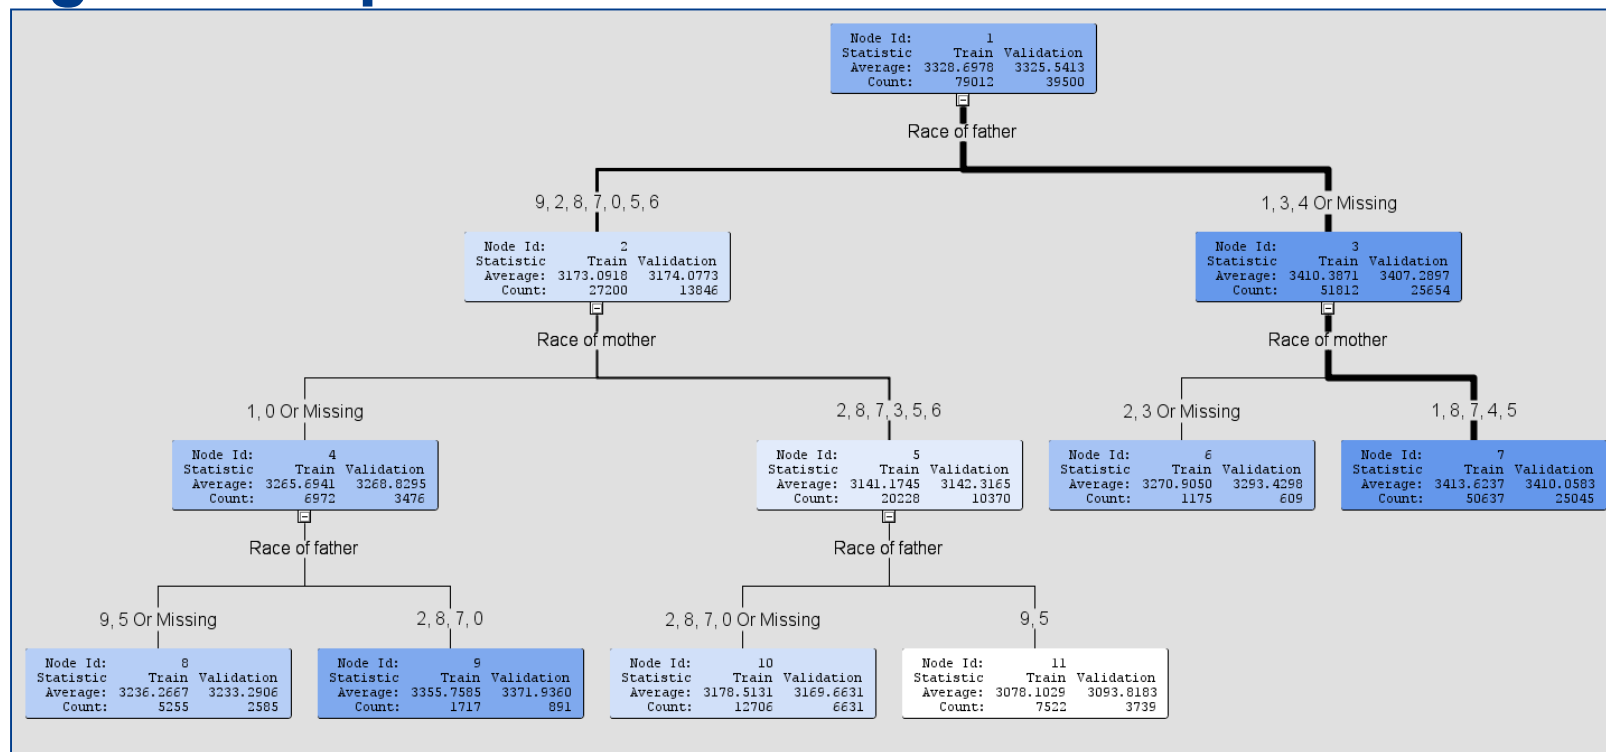 Node Id: 1
Statistic Train Validation
Average: 3328.6978 3325.5413
Count: 79012 39500
Race of father
9, 2, 8, 7, 0, 5, 6
1, 3, 4 Or Missing
Node Id: 2
Statistic Train Validation
Average: 3173.0918 3174.0773
Count: 27200 13846
Node Id: 3
Statistic Train Validation
Average: 3410.3871 3407.2897
Count: 51812 25654
Race of mother
Race of mother
1, 0 Or Missing
2, 8, 7, 3, 5, 6
2, 3 Or Missing
1, 8, 7, 4, 5
Node Id: 4
Statistic Train Validation
Average: 3265.6941 3268.8295
Count: 6972 3476
Node Id: 5
Statistic Train Validation
Average: 3141.1745 3142.3165
Count: 20228 10370
Node Id: 6
Statistic Train Validation
Average: 3270.9050 3293.4298
Count: 1175 609
Node Id: 7
Statistic Train Validation
Average: 3413.6237 3410.0583
Count: 50637 25045
Race of father
Race of father
9, 5 Or Missing
2, 8, 7, 0
2, 8, 7, 0 Or Missing
9, 5
Node Id: 8
Statistic Train Validation
Average: 3236.2667 3233.2906
Count: 5255 2585
Node Id: 9
Statistic Train Validation
Average: 3355.7585 3371.9360
Count: 1717 891
Node Id: 10
Statistic Train Validation
Average: 3178.5131 3169.6631
Count: 12706 6631
Node Id: 11
Statistic Train Validation
Average: 3078.1029 3093.8183
Count: 7522 3739